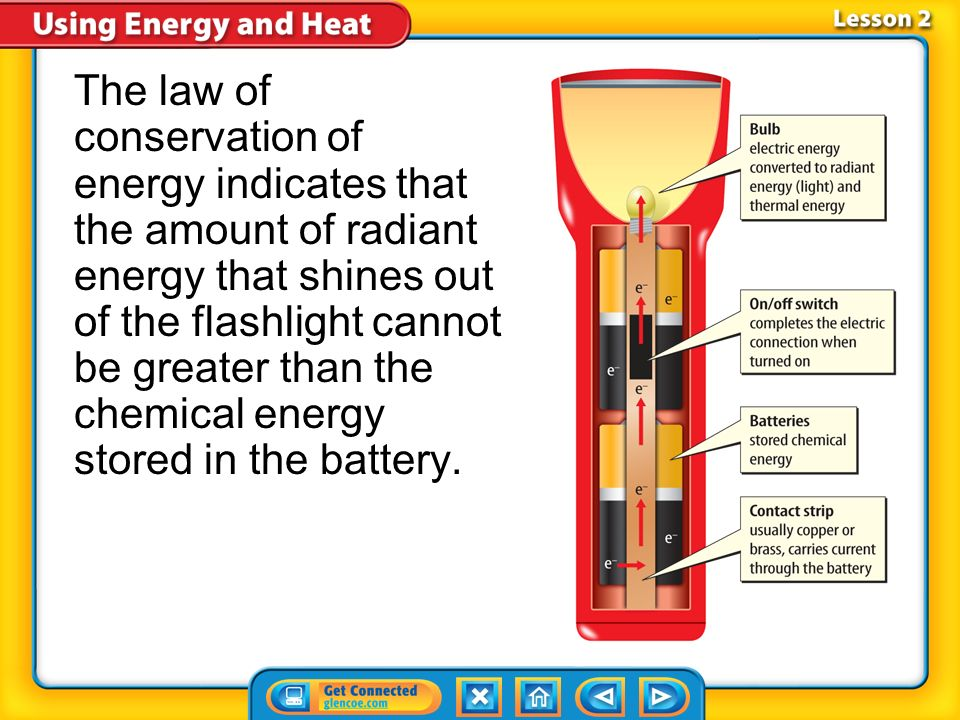 Using Energy and Heat
Lesson 2
The law of
conservation of
energy indicates that
the amount of radiant
energy that shines out
of the flashlight cannot
be greater than the
chemical energy
stored in the battery.
Bulb
electric energy
converted to radiant
energy (light) and
thermal energy
On/off switch
completes the electric
connection when
turned on
Batteries
stored chemical
energy
Contact strip
usually copper or
brass, carries current
through the battery
e⁻
e⁻
e⁻
e⁻
e⁻
e⁻
e⁻
Get Connected
glencoe.com